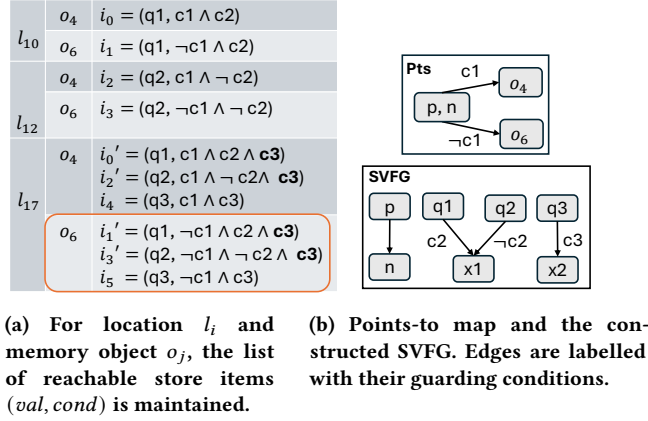 l₁₀ o₄ i₀ = (q1, c1 ∧ c2)
o₆ i₁ = (q1, ¬c1 ∧ c2)
l₁₂ o₄ i₂ = (q2, c1 ∧ ¬ c2)
o₆ i₃ = (q2, ¬c1 ∧ ¬ c2)
l₁₇ o₄ i₀′ = (q1, c1 ∧ c2 ∧ c3)
i₂′ = (q2, c1 ∧ ¬ c2∧ c3)
i₄ = (q3, c1 ∧ c3)
o₆ i₁′ = (q1, ¬c1 ∧ c2 ∧ c3)
i₃′ = (q2, ¬c1 ∧ ¬ c2 ∧ c3)
i₅ = (q3, ¬c1 ∧ c3)
(a) For location lᵢ and
memory object oⱼ, the list
of reachable store items
(val, cond) is maintained.
Pts
c1
o₄
p, n
¬c1
o₆
SVFG
p q1 q2 q3
c2 ¬c2 c3
n x1 x2
(b) Points-to map and the con-
structed SVFG. Edges are labelled
with their guarding conditions.